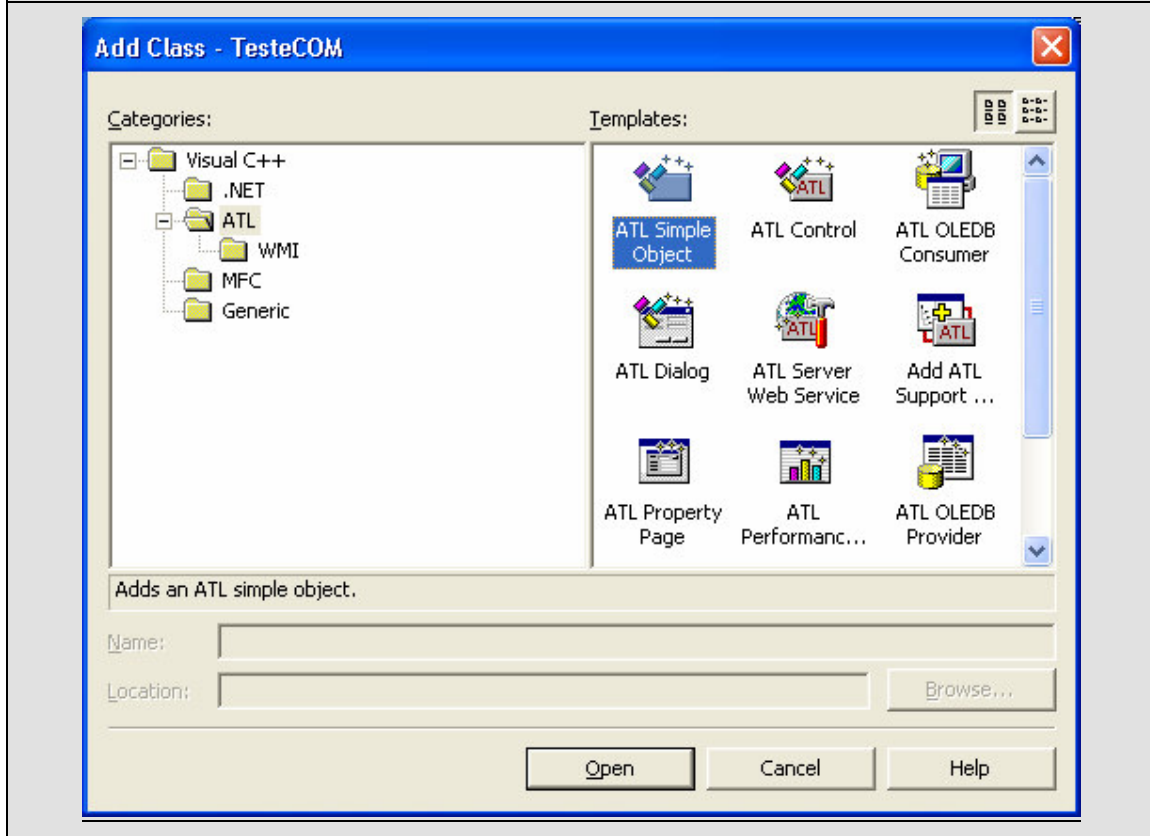 Add Class - TesteCOM
Categories:
Templates:
Visual C++
.NET
ATL
WMI
MFC
Generic
ATL Simple
Object
ATL
ATL Control
ATL OLEDB
Consumer
ATL Dialog
ATL
ATL Server
Web Service
ATL
Add ATL
Support ...
ATL Property
Page
ATL
Performanc...
ATL OLEDB
Provider
Adds an ATL simple object.
Name:
Location:
Browse...
Open
Cancel
Help